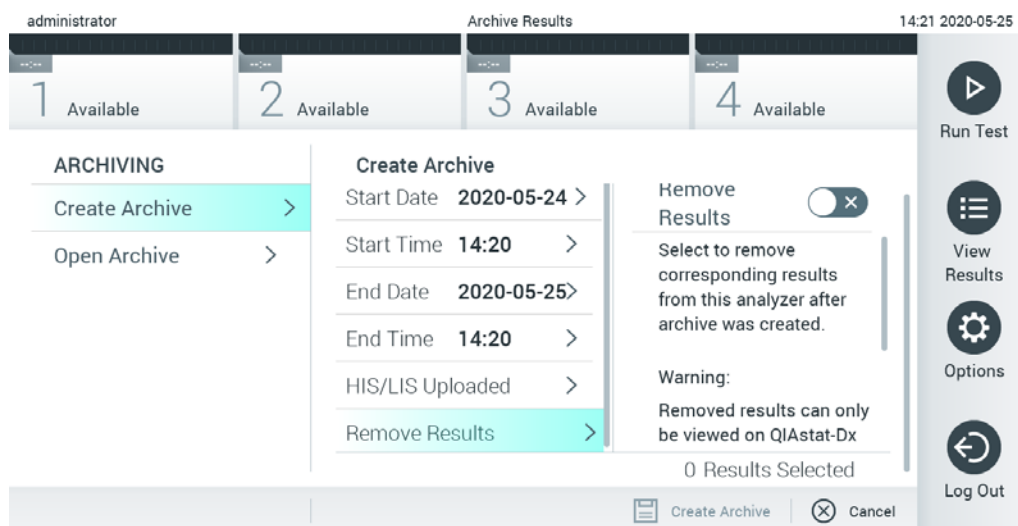 administrator
Archive Results
14:21 2020-05-25
--:--
--:--
--:--
--:--
1 Available
2 Available
3 Available
4 Available
Run Test
View
Results
Options
Log Out
ARCHIVING
Create Archive
Open Archive
Create Archive
Start Date 2020-05-24
Start Time 14:20
End Date 2020-05-25
End Time 14:20
HIS/LIS Uploaded
Remove Results
Remove
Results
Select to remove
corresponding results
from this analyzer after
archive was created.
Warning:
Removed results can only
be viewed on QIAstat-Dx
0 Results Selected
Create Archive
Cancel